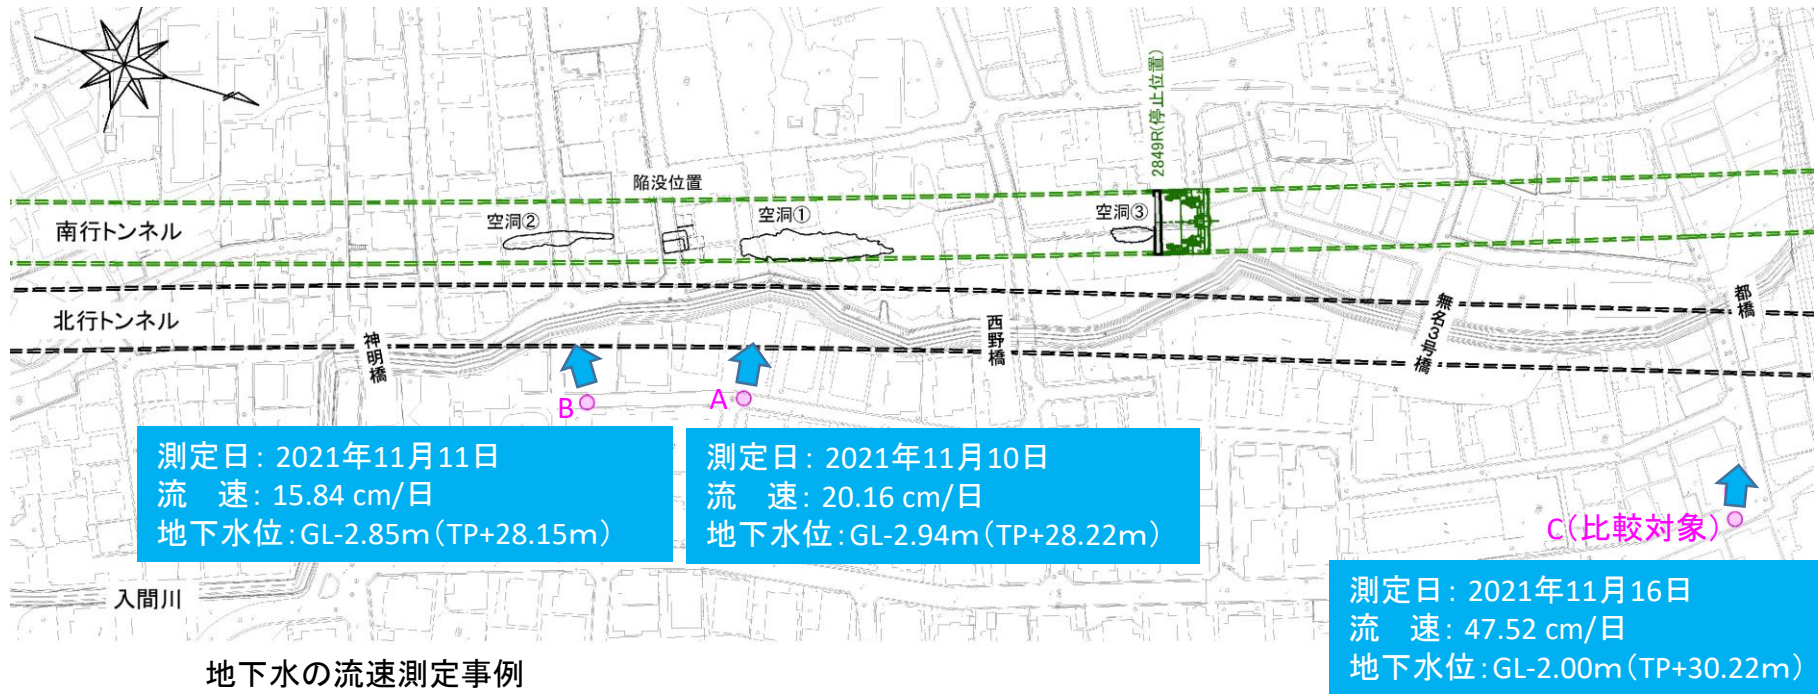 2849R(停止位置)
陥没位置
空洞②
空洞①
空洞③
南行トンネル
北行トンネル
神明橋
西野橋
無名3号橋
都橋
B
A
測定日：2021年11月11日
流　速：15.84 cm/日
地下水位：GL-2.85m（TP+28.15m）
測定日：2021年11月10日
流　速：20.16 cm/日
地下水位：GL-2.94m（TP+28.22m）
C（比較対象）
測定日：2021年11月16日
流　速：47.52 cm/日
地下水位：GL-2.00m（TP+30.22m）
入間川
地下水の流速測定事例